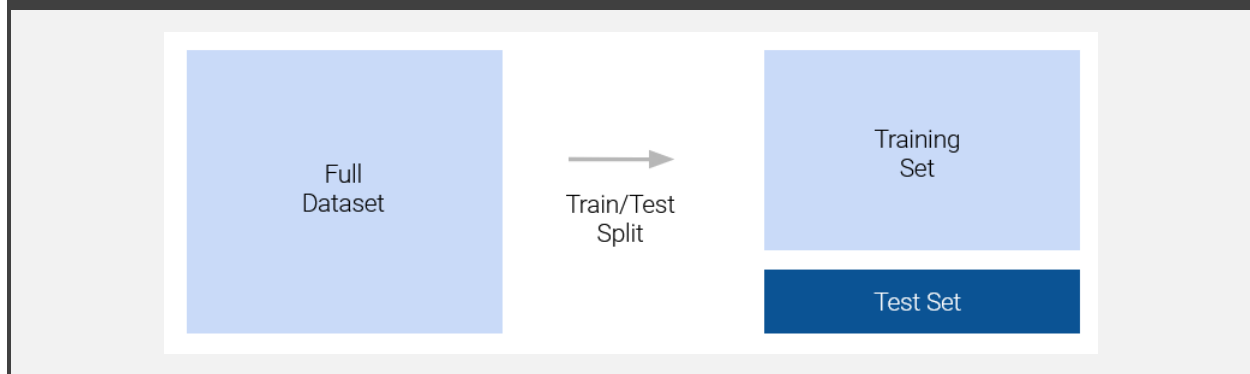 Full
Dataset
Train/Test
Split
Training
Set
Test Set